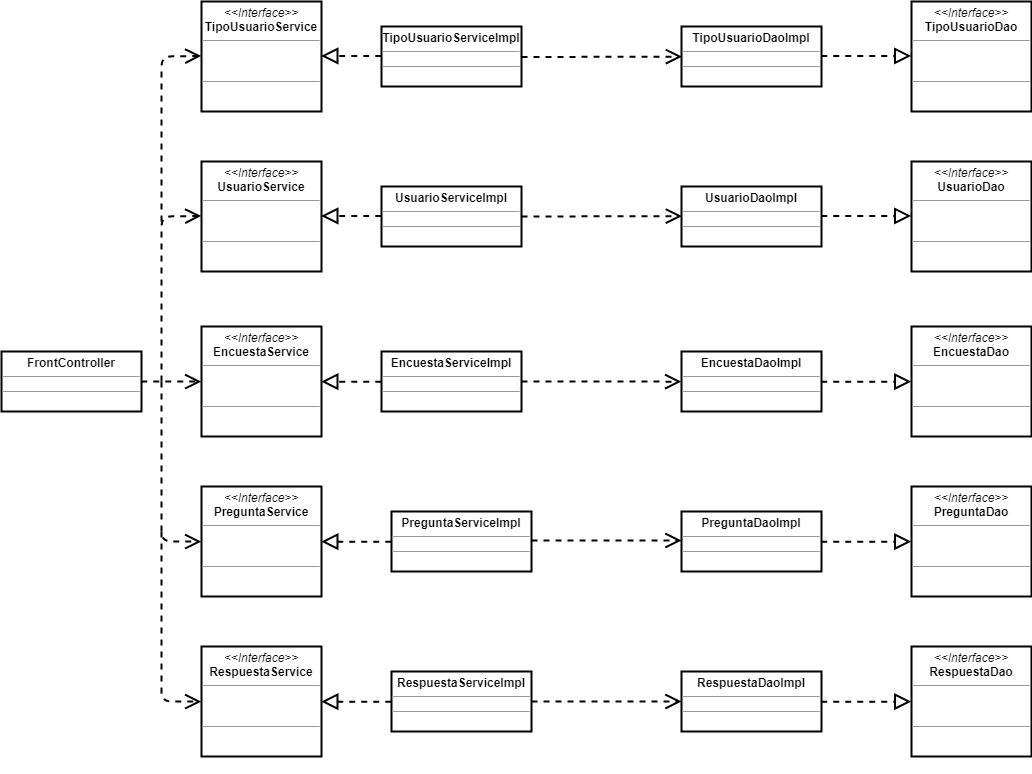 <<Interface>>
TipoUsuarioService
TipoUsuarioServiceImpl
TipoUsuarioDaoImpl
<<Interface>>
TipoUsuarioDao
<<Interface>>
UsuarioService
UsuarioServiceImpl
UsuarioDaoImpl
<<Interface>>
UsuarioDao
FrontController
<<Interface>>
EncuestaService
EncuestaServiceImpl
EncuestaDaoImpl
<<Interface>>
EncuestaDao
<<Interface>>
PreguntaService
PreguntaServiceImpl
PreguntaDaoImpl
<<Interface>>
PreguntaDao
<<Interface>>
RespuestaService
RespuestaServiceImpl
RespuestaDaoImpl
<<Interface>>
RespuestaDao